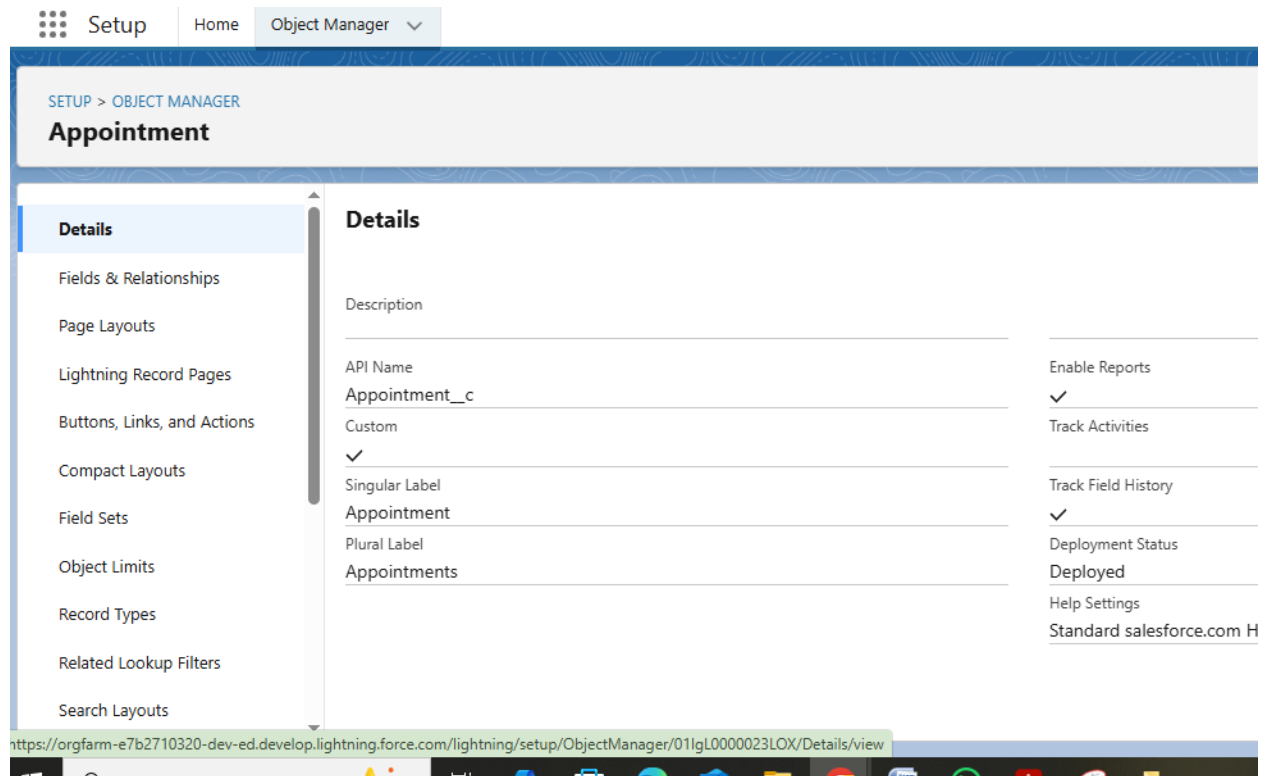 Setup Home Object Manager
SETUP > OBJECT MANAGER
Appointment
Details
Fields & Relationships
Page Layouts
Lightning Record Pages
Buttons, Links, and Actions
Compact Layouts
Field Sets
Object Limits
Record Types
Related Lookup Filters
Search Layouts
Details
Description
API Name
Appointment__c
Custom
Singular Label
Appointment
Plural Label
Appointments
Enable Reports
Track Activities
Track Field History
Deployment Status
Deployed
Help Settings
Standard salesforce.com H
https://orgfarm-e7b2710320-dev-ed.develop.lightning.force.com/lightning/setup/ObjectManager/01IgL0000023LOX/Details/view